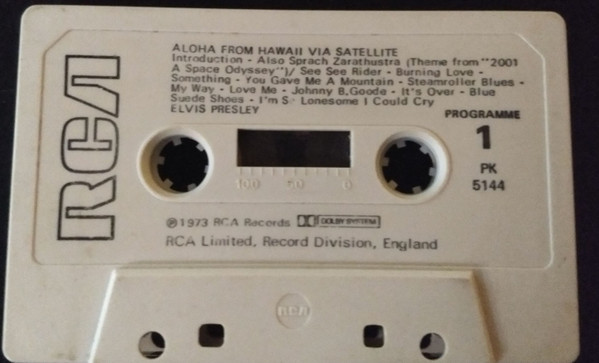 RCA
ALOHA FROM HAWAII VIA SATELLITE
Introduction - Also Sprach Zarathustra (Theme from "2001
A Space Odyssey")/ See See Rider - Burning Love -
Something - You Gave Me A Mountain - Steamroller Blues -
My Way - Love Me - Johnny B.Goode - It's Over - Blue
Suede Shoes - I'm S Lonesome I Could Cry
ELVIS PRESLEY
PROGRAMME
1
PK
5144
100 50 0
℗1973 RCA Records DOLBY SYSTEM
RCA Limited, Record Division, England
RCA